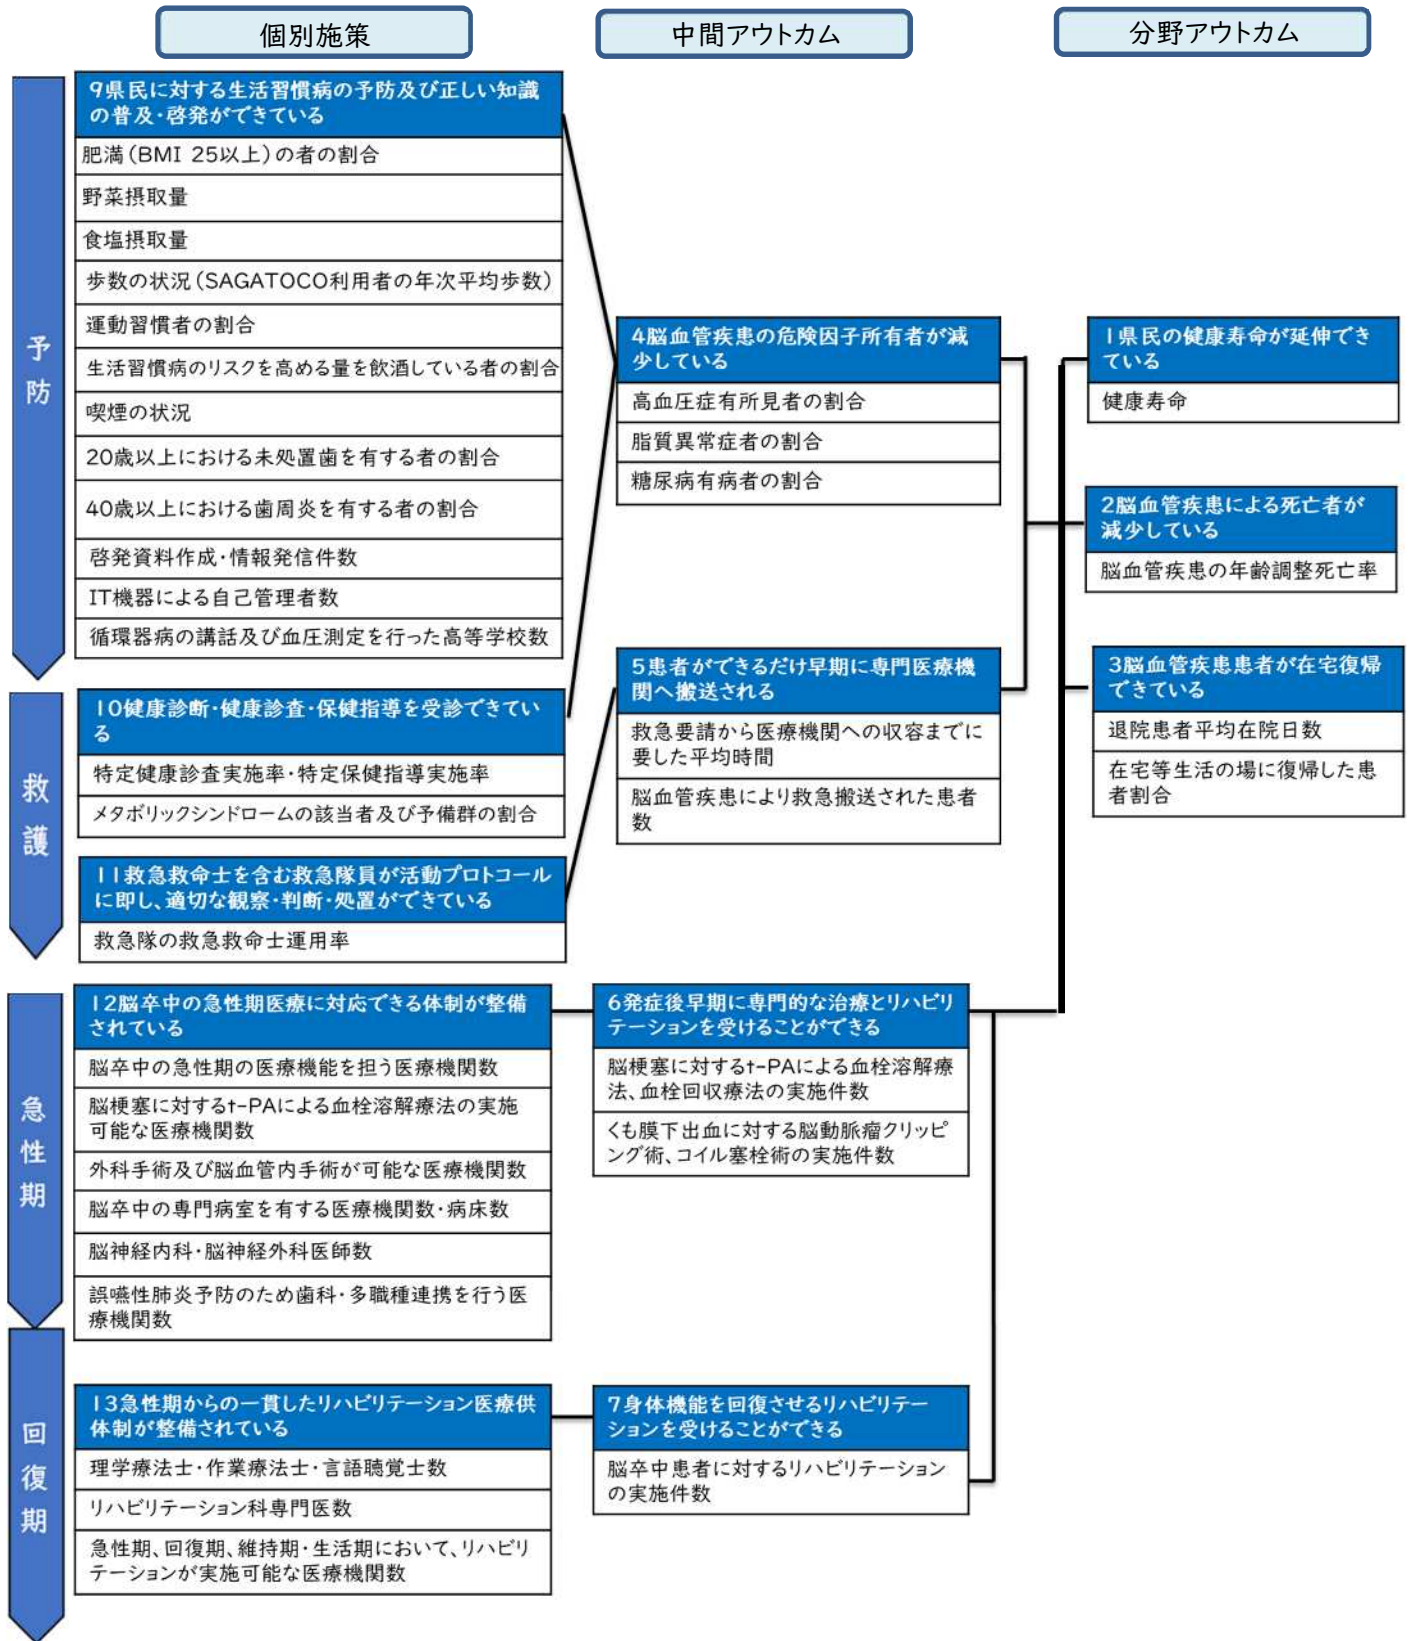 個別施策
中間アウトカム
分野アウトカム
予防
9県民に対する生活習慣病の予防及び正しい知識
の普及・啓発ができている
肥満(BMI 25以上)の者の割合
野菜摂取量
食塩摂取量
歩数の状況(SAGATOCO利用者の年次平均歩数)
運動習慣者の割合
生活習慣病のリスクを高める量を飲酒している者の割合
喫煙の状況
20歳以上における未処置歯を有する者の割合
40歳以上における歯周炎を有する者の割合
啓発資料作成・情報発信件数
IT機器による自己管理者数
循環器病の講話及び血圧測定を行った高等学校数
4脳血管疾患の危険因子所有者が減
少している
高血圧症有所見者の割合
脂質異常症者の割合
糖尿病有病者の割合
1県民の健康寿命が延伸でき
ている
健康寿命
2脳血管疾患による死亡者が
減少している
脳血管疾患の年齢調整死亡率
救護
10健康診断・健康診査・保健指導を受診できてい
る
特定健康診査実施率・特定保健指導実施率
メタボリックシンドロームの該当者及び予備群の割合
11救急救命士を含む救急隊員が活動プロトコール
に即し、適切な観察・判断・処置ができている
救急隊の救急救命士運用率
5患者ができるだけ早期に専門医療機
関へ搬送される
救急要請から医療機関への収容までに
要した平均時間
脳血管疾患により救急搬送された患者
数
3脳血管疾患患者が在宅復帰
できている
退院患者平均在院日数
在宅等生活の場に復帰した患
者割合
急性期
12脳卒中の急性期医療に対応できる体制が整備
されている
脳卒中の急性期の医療機能を担う医療機関数
脳梗塞に対するt-PAによる血栓溶解療法の実施
可能な医療機関数
外科手術及び脳血管内手術が可能な医療機関数
脳卒中の専門病室を有する医療機関数・病床数
脳神経内科・脳神経外科医師数
誤嚥性肺炎予防のため歯科・多職種連携を行う医
療機関数
6発症後早期に専門的な治療とリハビリ
テーションを受けることができる
脳梗塞に対するt-PAによる血栓溶解療
法、血栓回収療法の実施件数
くも膜下出血に対する脳動脈瘤クリッピ
ング術、コイル塞栓術の実施件数
回復期
13急性期からの一貫したリハビリテーション医療供
体制が整備されている
理学療法士・作業療法士・言語聴覚士数
リハビリテーション科専門医数
急性期、回復期、維持期・生活期において、リハビリ
テーションが実施可能な医療機関数
7身体機能を回復させるリハビリテー
ションを受けることができる
脳卒中患者に対するリハビリテーション
の実施件数